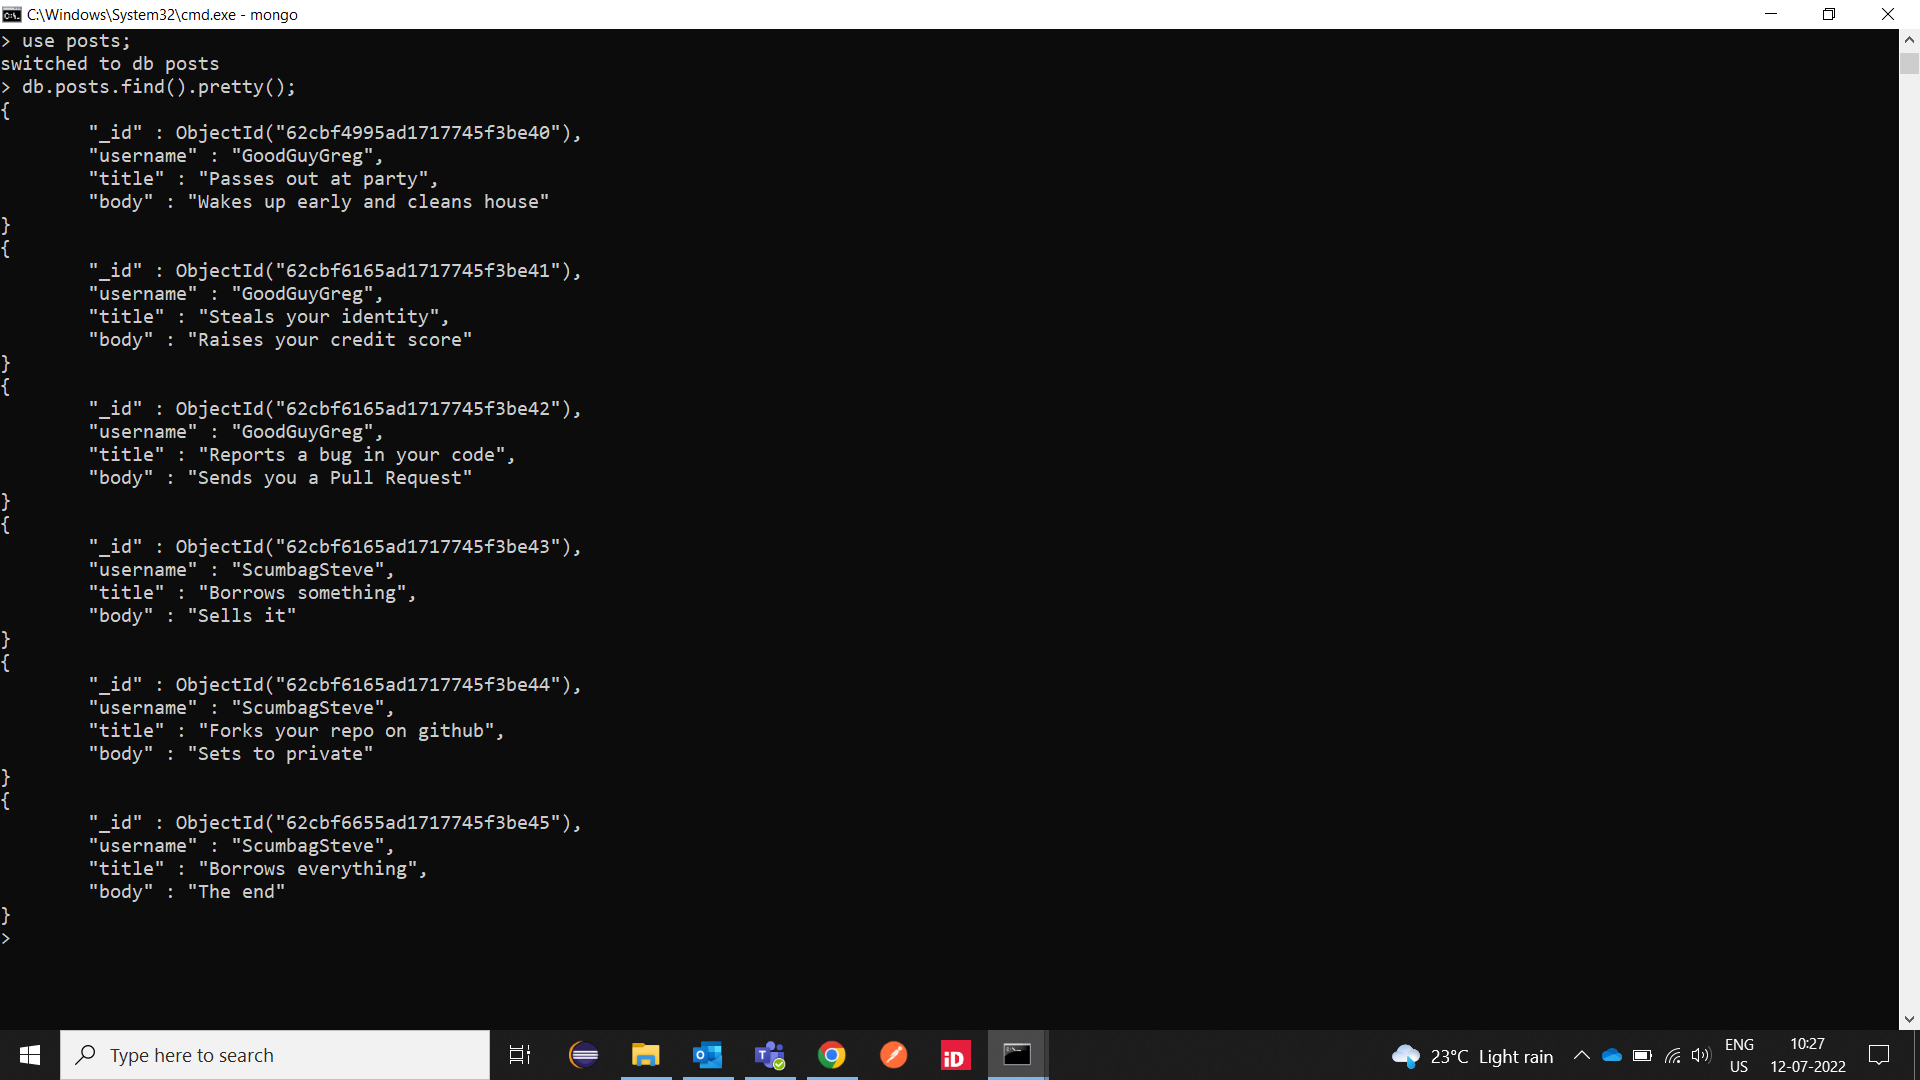 C:\Windows\System32\cmd.exe - mongo
> use posts;
switched to db posts
> db.posts.find().pretty();
{
"_id" : ObjectId("62cbf4995ad1717745f3be40"),
"username" : "GoodGuyGreg",
"title" : "Passes out at party",
"body" : "Wakes up early and cleans house"
}
{
"_id" : ObjectId("62cbf6165ad1717745f3be41"),
"username" : "GoodGuyGreg",
"title" : "Steals your identity",
"body" : "Raises your credit score"
}
{
"_id" : ObjectId("62cbf6165ad1717745f3be42"),
"username" : "GoodGuyGreg",
"title" : "Reports a bug in your code",
"body" : "Sends you a Pull Request"
}
{
"_id" : ObjectId("62cbf6165ad1717745f3be43"),
"username" : "ScumbagSteve",
"title" : "Borrows something",
"body" : "Sells it"
}
{
"_id" : ObjectId("62cbf6165ad1717745f3be44"),
"username" : "ScumbagSteve",
"title" : "Forks your repo on github",
"body" : "Sets to private"
}
{
"_id" : ObjectId("62cbf6655ad1717745f3be45"),
"username" : "ScumbagSteve",
"title" : "Borrows everything",
"body" : "The end"
}
>
Type here to search
iD
23°C Light rain
ENG
US
10:27
12-07-2022